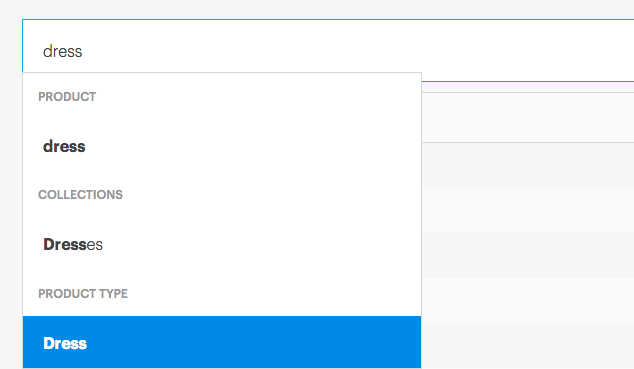 dress
PRODUCT
dress
COLLECTIONS
Dresses
PRODUCT TYPE
Dress